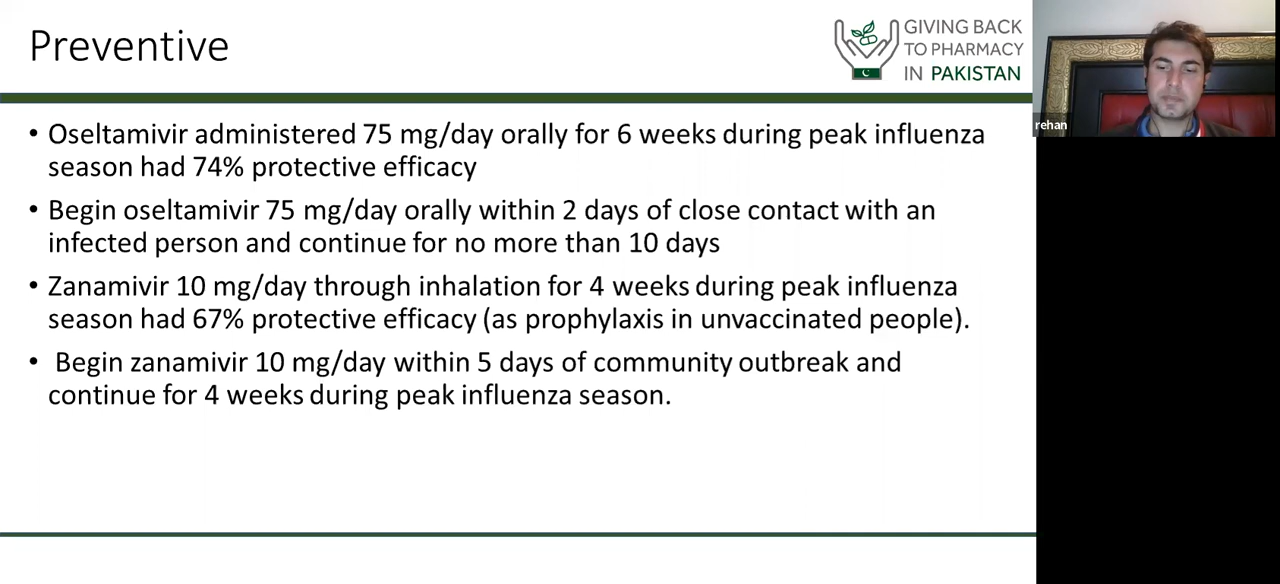 Preventive
GIVING BACK
TO PHARMACY
IN PAKISTAN
rehan
• Oseltamivir administered 75 mg/day orally for 6 weeks during peak influenza
season had 74% protective efficacy
• Begin oseltamivir 75 mg/day orally within 2 days of close contact with an
infected person and continue for no more than 10 days
• Zanamivir 10 mg/day through inhalation for 4 weeks during peak influenza
season had 67% protective efficacy (as prophylaxis in unvaccinated people).
• Begin zanamivir 10 mg/day within 5 days of community outbreak and
continue for 4 weeks during peak influenza season.